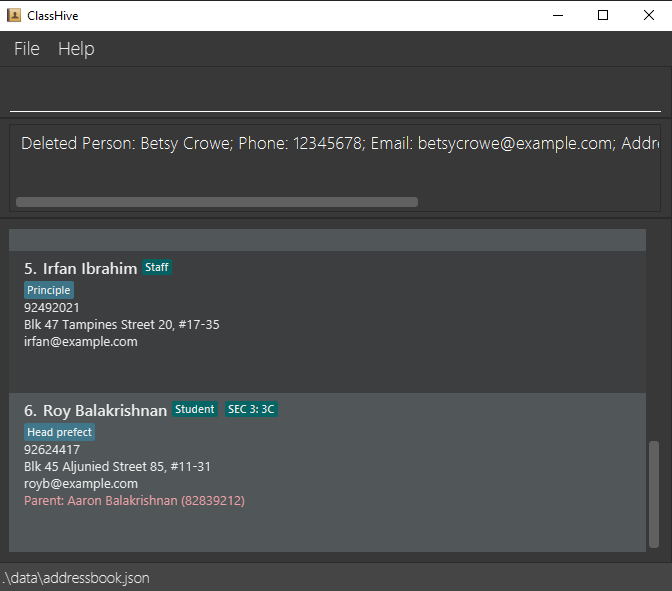 ClassHive
File Help
Deleted Person: Betsy Crowe; Phone: 12345678; Email: betsycrowe@example.com; Addre
5. Irfan Ibrahim Staff
Principle
92492021
Blk 47 Tampines Street 20, #17-35
irfan@example.com
6. Roy Balakrishnan Student SEC 3: 3C
Head prefect
92624417
Blk 45 Aljunied Street 85, #11-31
royb@example.com
Parent: Aaron Balakrishnan (82839212)
.\data\addressbook.json